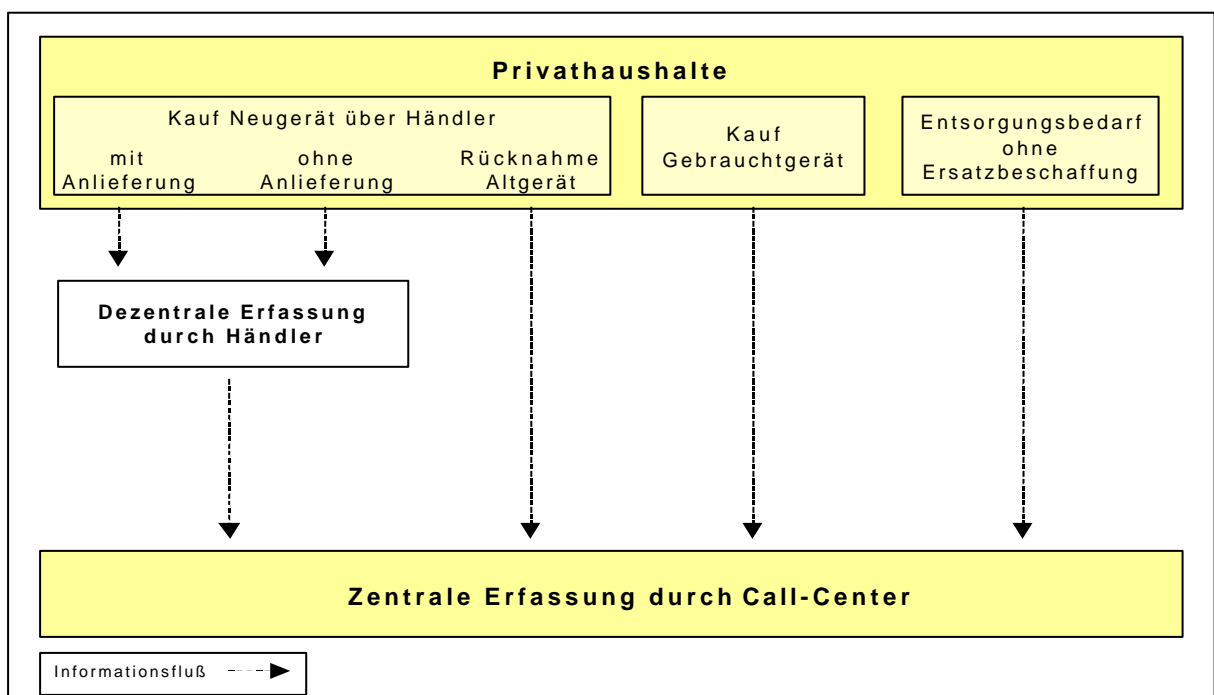 Privathaushalte
Kauf Neugerät über Händler
mit
Anlieferung
ohne
Anlieferung
Rücknahme
Altgerät
Kauf
Gebrauchtgerät
Entsorgungsbedarf
ohne
Ersatzbeschaffung
Dezentrale Erfassung
durch Händler
Zentrale Erfassung durch Call-Center
Informationsfluß